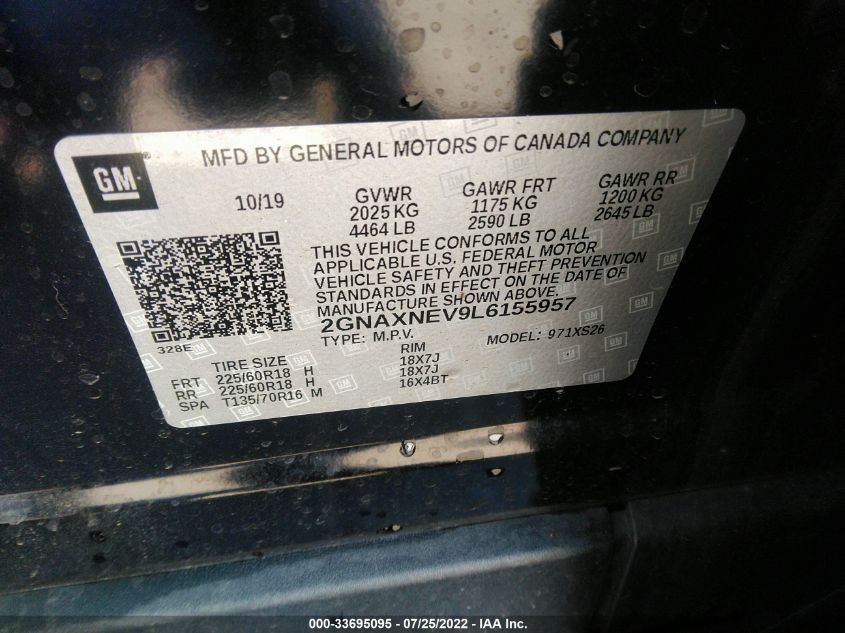 GM
MFD BY GENERAL MOTORS OF CANADA COMPANY
10/19 GVWR GAWR FRT GAWR RR
2025 KG 1175 KG 1200 KG
4464 LB 2590 LB 2645 LB
THIS VEHICLE CONFORMS TO ALL
APPLICABLE U.S. FEDERAL MOTOR
VEHICLE SAFETY AND THEFT PREVENTION
STANDARDS IN EFFECT ON THE DATE OF
MANUFACTURE SHOWN ABOVE.
2GNAXNEV9L6155957
328E TYPE: M.P.V. MODEL: 971XS26
TIRE SIZE RIM
FRT 225/60R18 H 18X7J
RR 225/60R18 H 18X7J
SPA T135/70R16 M 16X4BT
000-33695095 - 07/25/2022 - IAA Inc.